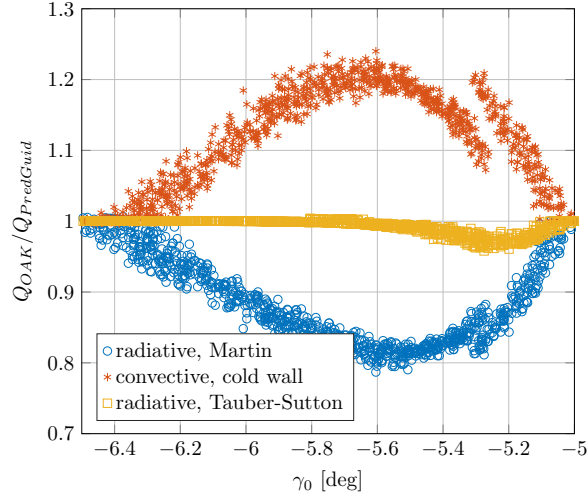 1.3
1.2
1.1
1
0.9
0.8
0.7
Q_{OAK}/Q_{PredGuid}
radiative, Martin
convective, cold wall
radiative, Tauber-Sutton
−6.4 −6.2 −6 −5.8 −5.6 −5.4 −5.2 −5
γ_0 [deg]